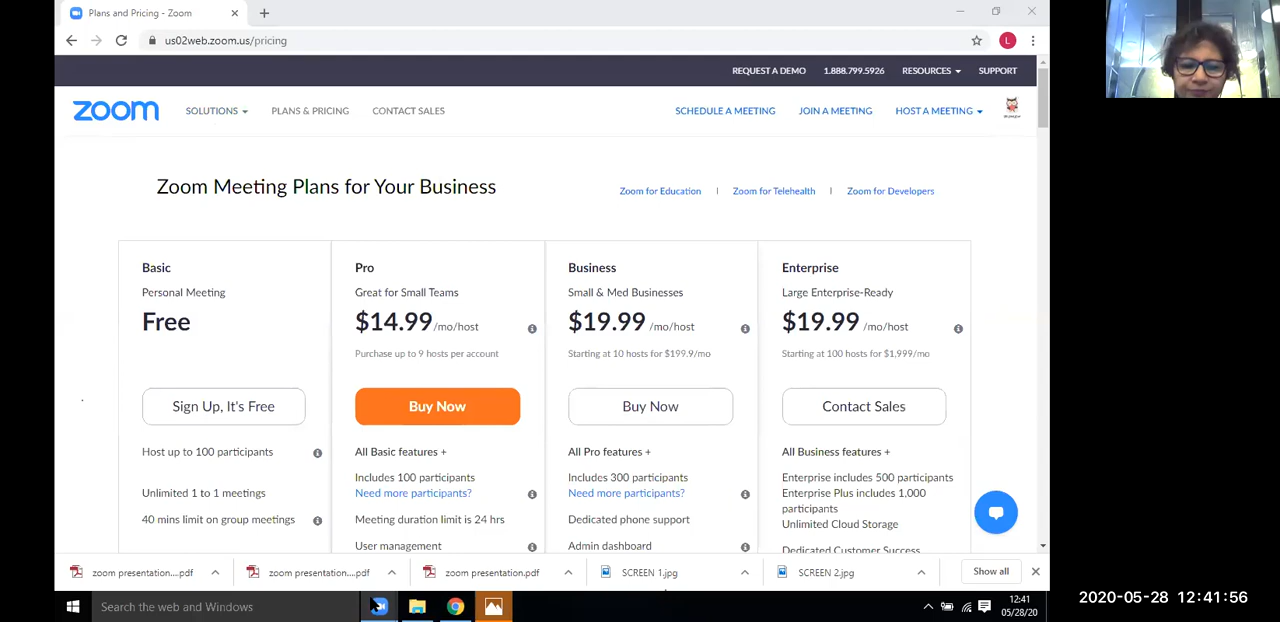 Plans and Pricing - Zoom
us02web.zoom.us/pricing
L
REQUEST A DEMO 1.888.799.5926 RESOURCES SUPPORT
zoom SOLUTIONS PLANS & PRICING CONTACT SALES SCHEDULE A MEETING JOIN A MEETING HOST A MEETING
Zoom Meeting Plans for Your Business
Zoom for Education | Zoom for Telehealth | Zoom for Developers
Basic
Personal Meeting
Free
Sign Up, It's Free
Host up to 100 participants
Unlimited 1 to 1 meetings
40 mins limit on group meetings
Pro
Great for Small Teams
$14.99 /mo/host
Purchase up to 9 hosts per account
Buy Now
All Basic features +
Includes 100 participants
Need more participants?
Meeting duration limit is 24 hrs
User management
Business
Small & Med Businesses
$19.99 /mo/host
Starting at 10 hosts for $199.9/mo
Buy Now
All Pro features +
Includes 300 participants
Need more participants?
Dedicated phone support
Admin dashboard
Enterprise
Large Enterprise-Ready
$19.99 /mo/host
Starting at 100 hosts for $1,999/mo
Contact Sales
All Business features +
Enterprise includes 500 participants
Enterprise Plus includes 1,000
participants
Unlimited Cloud Storage
Dedicated Customer Success
zoom presentation....pdf zoom presentation....pdf zoom presentation.pdf SCREEN 1.jpg SCREEN 2.jpg Show all
Search the web and Windows
12:41
05/28/20
2020-05-28 12:41:56